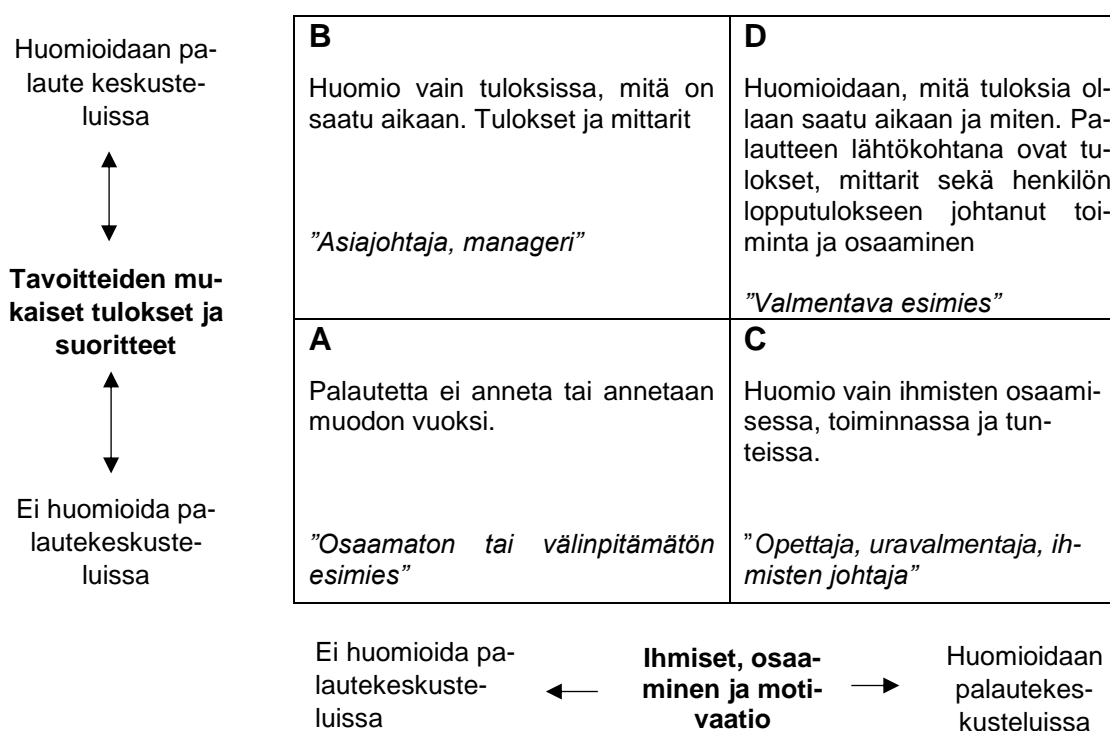 Huomioidaan pa-
laute keskuste-
luissa
Tavoitteiden mu-
kaiset tulokset ja
suoritteet
Ei huomioida pa-
lautekeskuste-
luissa
B
Huomio vain tuloksissa, mitä on
saatu aikaan. Tulokset ja mittarit
”Asiajohtaja, manageri”
D
Huomioidaan, mitä tuloksia ol-
laan saatu aikaan ja miten. Pa-
lautteen lähtökohtana ovat tu-
lokset, mittarit sekä henkilön
lopputulokseen johtanut toi-
minta ja osaaminen
”Valmentava esimies”
A
Palautetta ei anneta tai annetaan
muodon vuoksi.
”Osaamaton tai välinpitämätön
esimies”
C
Huomio vain ihmisten osaami-
sessa, toiminnassa ja tun-
teissa.
”Opettaja, uravalmentaja, ih-
misten johtaja”
Ei huomioida pa-
lautekeskuste-
luissa
Ihmiset, osaa-
minen ja moti-
vaatio
Huomioidaan
palautekes-
kusteluissa